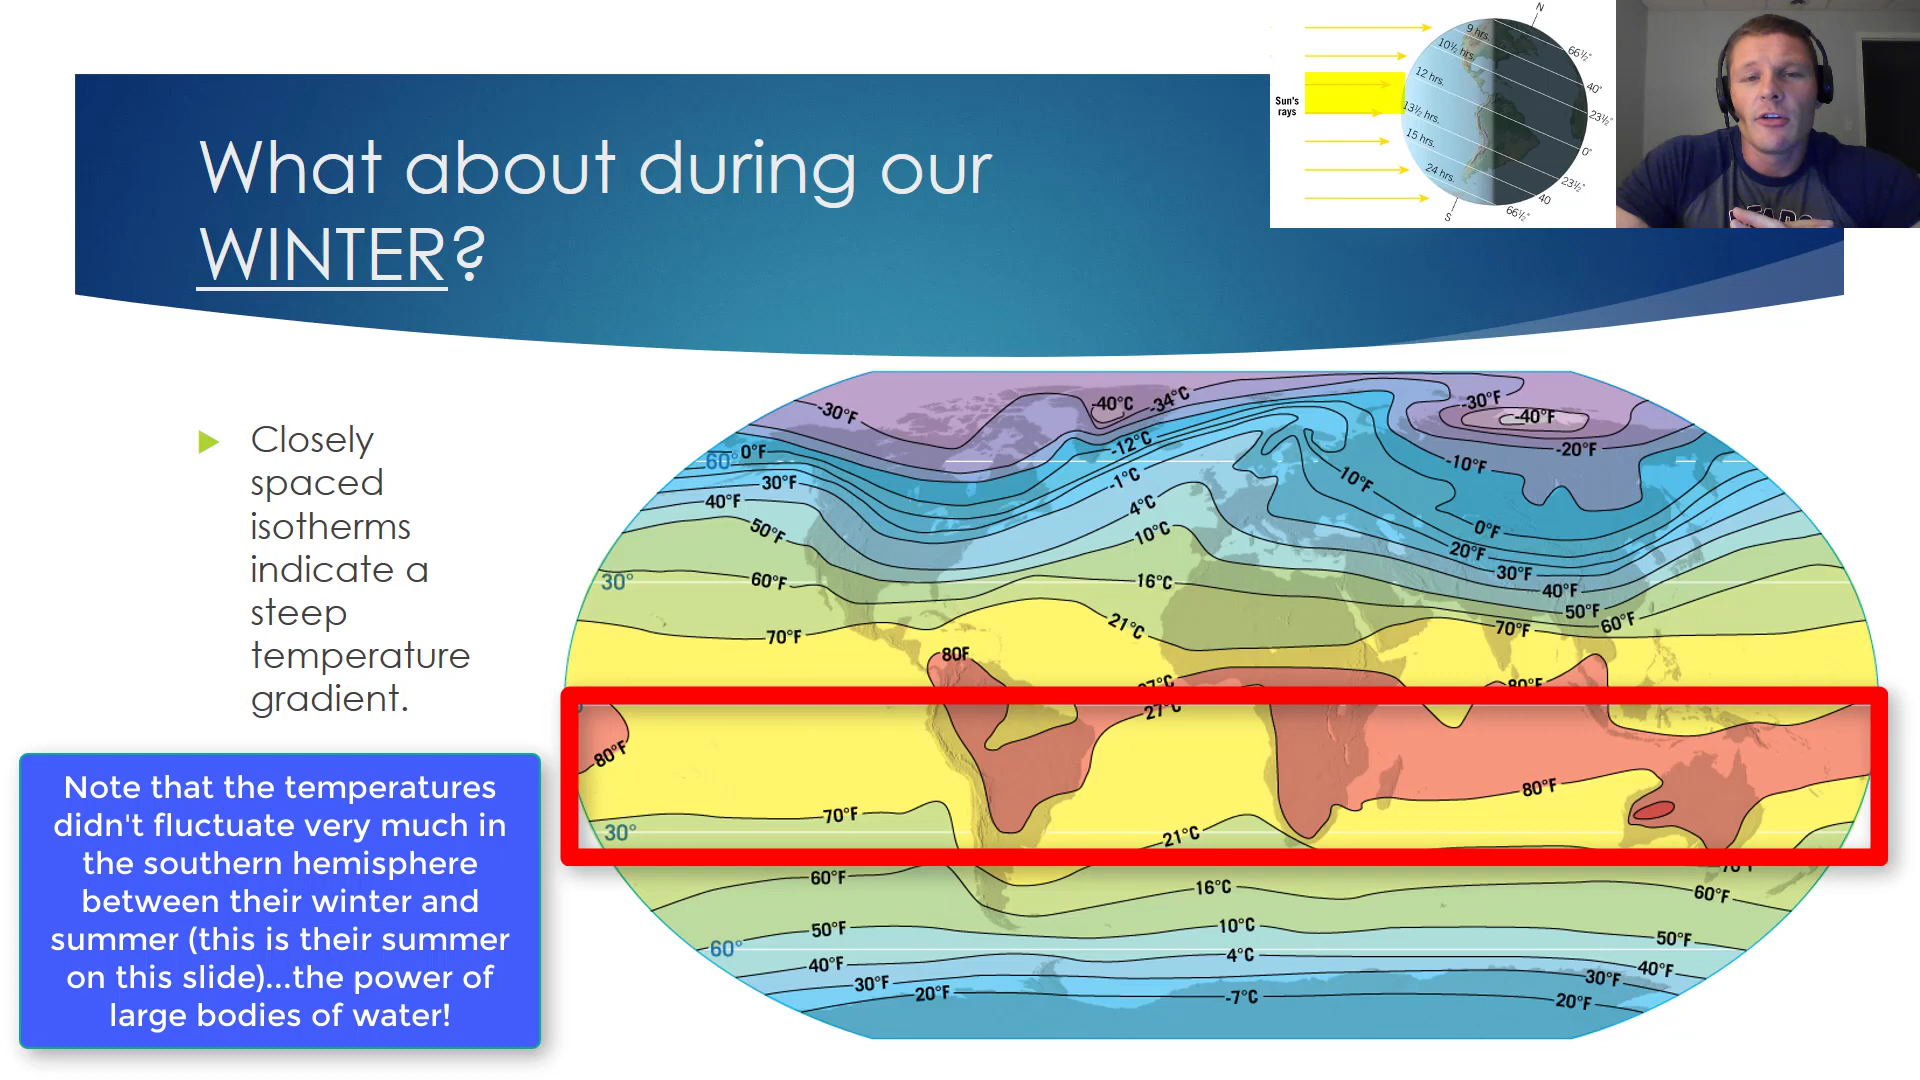 What about during our
WINTER?
Sun's
rays
N
9 hrs.
10½ hrs.
12 hrs.
13½ hrs.
15 hrs.
24 hrs.
66½°
40°
23½°
0°
23½°
40
66½°
S
Closely
spaced
isotherms
indicate a
steep
temperature
gradient.
Note that the temperatures
didn't fluctuate very much in
the southern hemisphere
between their winter and
summer (this is their summer
on this slide)...the power of
large bodies of water!
-30°F
-40°C
-34°C
-30°F
-40°F
-12°C
-20°F
60°
0°F
-10°F
-1°C
10°F
30°F
4°C
40°F
50°F
10°C
0°F
20°F
30°F
30°
60°F
16°C
40°F
50°F
60°F
70°F
21°C
70°F
80F
27°C
80°F
27°C
80°F
80°F
70°F
30°
21°C
70°F
60°F
16°C
60°F
50°F
10°C
50°F
60°
40°F
4°C
40°F
30°F
30°F
20°F
-7°C
20°F